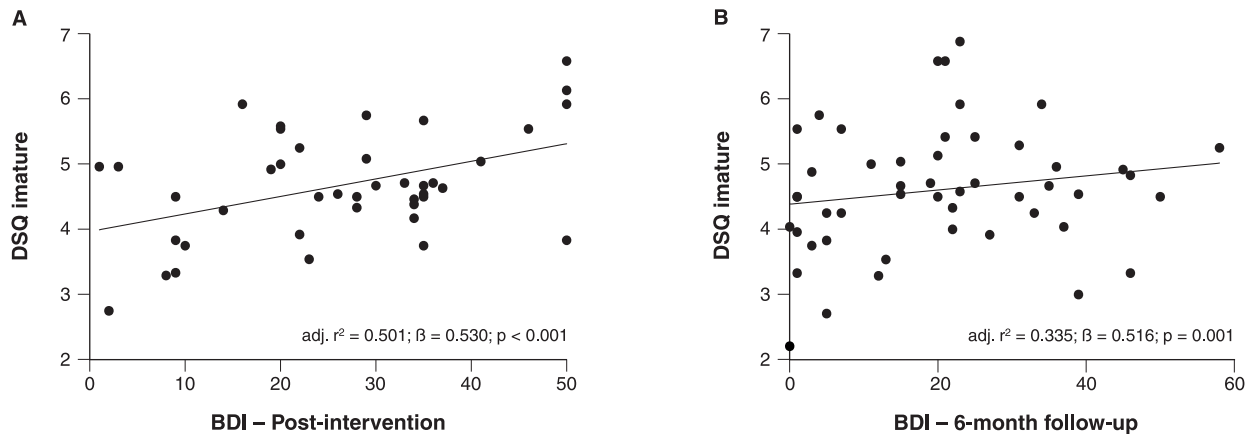 A
DSQ imature
7
6
5
4
3
2
adj. r² = 0.501; ß = 0.530; p < 0.001
0 10 20 30 40 50
BDI – Post-intervention
B
DSQ imature
7
6
5
4
3
2
adj. r² = 0.335; ß = 0.516; p = 0.001
0 20 40 60
BDI – 6-month follow-up